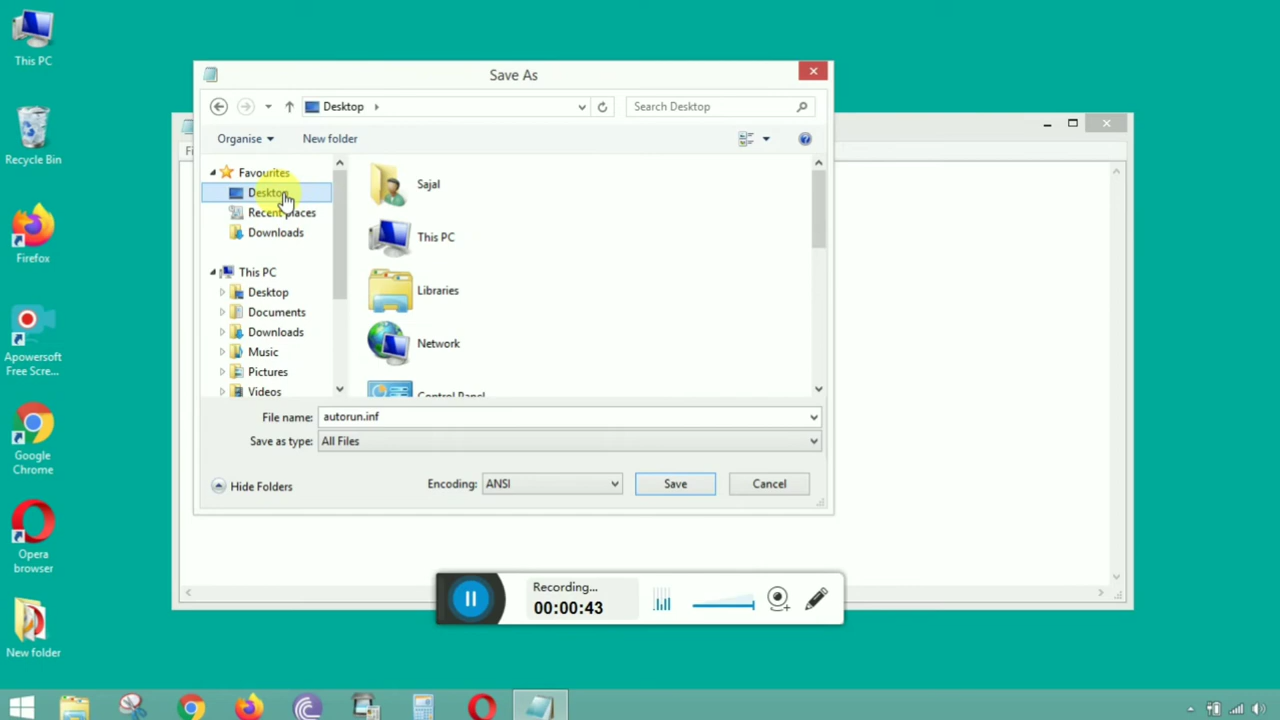 This PC
Recycle Bin
Firefox
Apowersoft
Free Scre...
Google
Chrome
Opera
browser
New folder
Save As
Desktop
Search Desktop
Organise
New folder
Favourites
Desktop
Recent places
Downloads
This PC
Desktop
Documents
Downloads
Music
Pictures
Videos
Sajal
This PC
Libraries
Network
Control Panel
File name: autorun.inf
Save as type: All Files
Hide Folders
Encoding: ANSI
Save
Cancel
Recording...
00:00:43